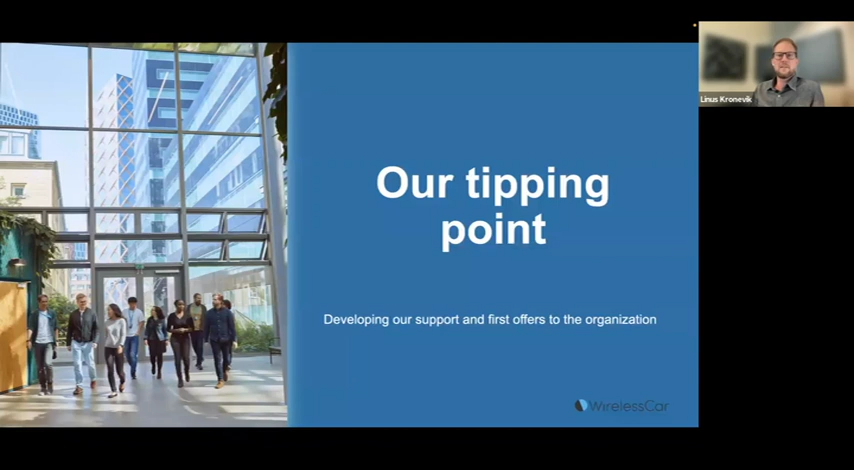 Linus Kronevik
Our tipping
point
Developing our support and first offers to the organization
WirelessCar